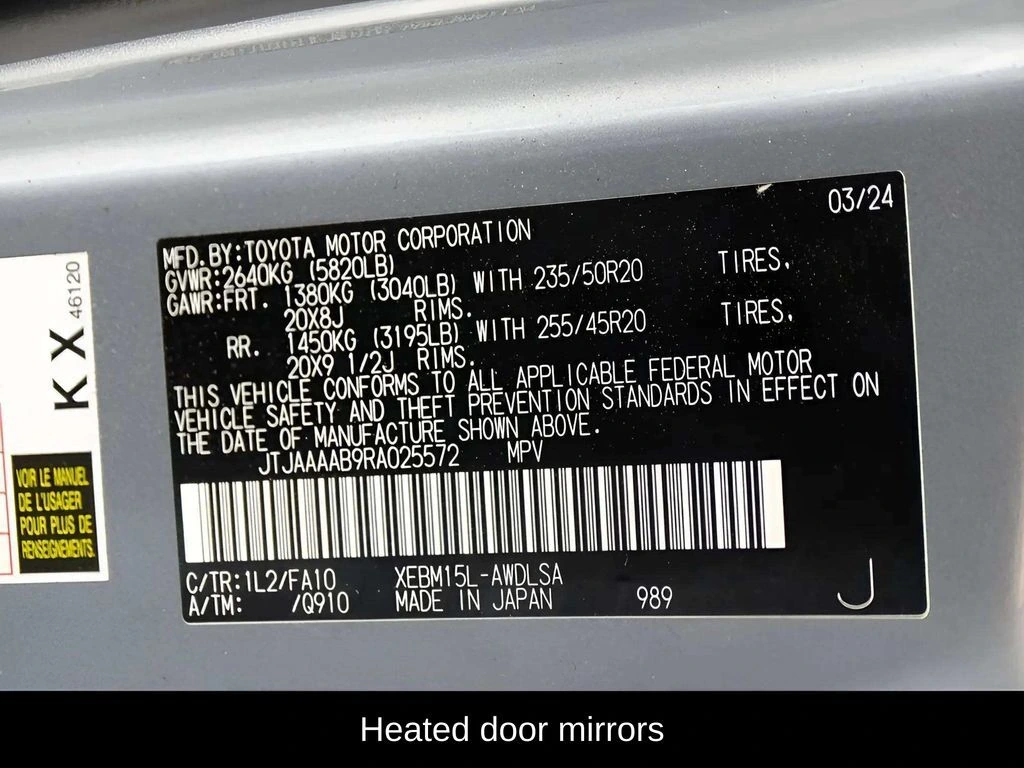 03/24
MFD.BY:TOYOTA MOTOR CORPORATION
GVWR:2640KG (5820LB)
GAWR:FRT. 1380KG (3040LB) WITH 235/50R20 TIRES,
20X8J RIMS.
RR. 1450KG (3195LB) WITH 255/45R20 TIRES,
20X9 1/2J RIMS.
THIS VEHICLE CONFORMS TO ALL APPLICABLE FEDERAL MOTOR
VEHICLE SAFETY AND THEFT PREVENTION STANDARDS IN EFFECT ON
THE DATE OF MANUFACTURE SHOWN ABOVE.
JTJAAAAB9RA025572 MPV
C/TR:1L2/FA10 XEBM15L-AWDLSA
A/TM: /Q910 MADE IN JAPAN 989 J
KX 46120
VOIR LE MANUEL
DE L'USAGER
POUR PLUS DE
RENSEIGNEMENTS.
Heated door mirrors